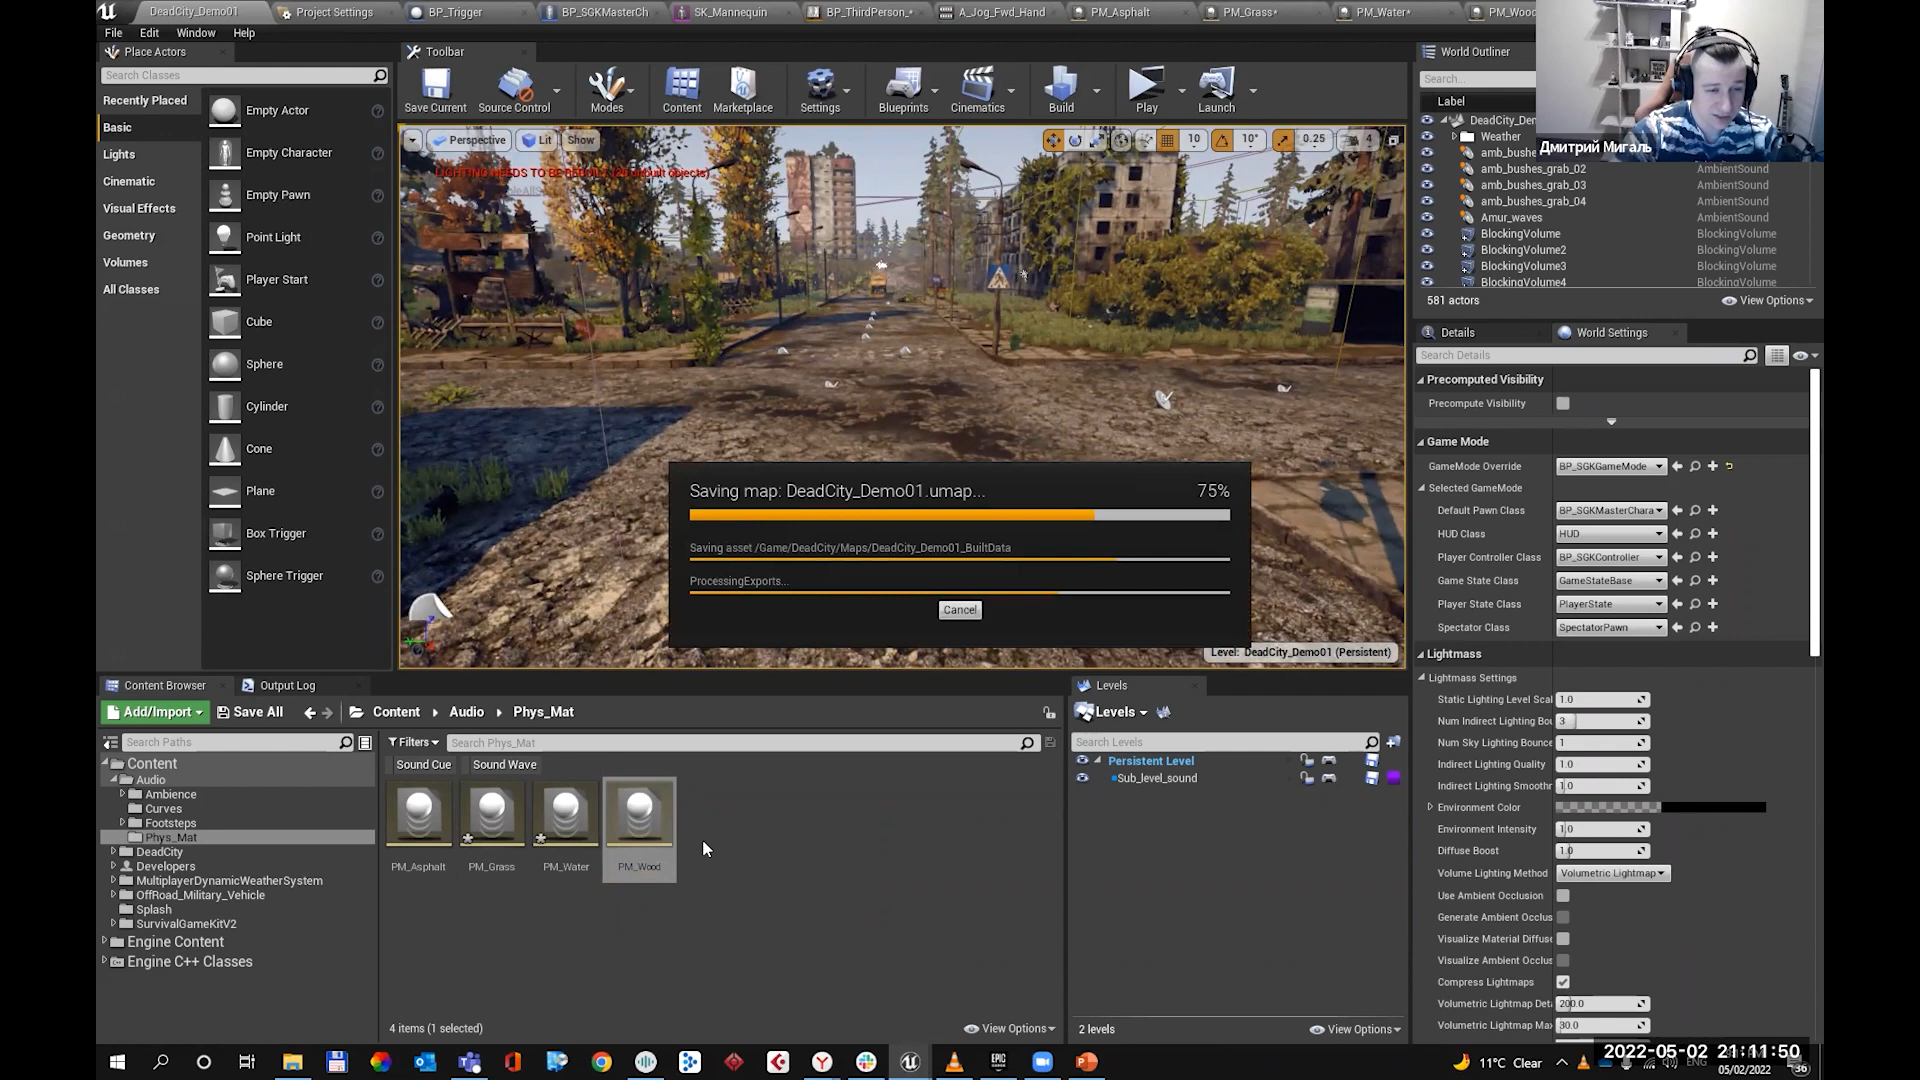 DeadCity_Demo01
Project Settings
BP_Trigger
BP_SGKMasterCh
SK_Mannequin
BP_ThirdPerson_*
A_Jog_Fwd_Hand
PM_Asphalt
PM_Grass*
PM_Water*
PM_Wood
File Edit Window Help
Place Actors
Search Classes
Recently Placed
Basic
Lights
Cinematic
Visual Effects
Geometry
Volumes
All Classes
Empty Actor
Empty Character
Empty Pawn
Point Light
Player Start
Cube
Sphere
Cylinder
Cone
Plane
Box Trigger
Sphere Trigger
Toolbar
Save Current
Source Control
Modes
Content
Marketplace
Settings
Blueprints
Cinematics
Build
Play
Launch
Perspective
Lit
Show
10
10°
0.25
4
LIGHTING NEEDS TO BE REBUILT
Saving map: DeadCity_Demo01.umap... 75%
Saving asset /Game/DeadCity/Maps/DeadCity_Demo01_BuiltData
ProcessingExports...
Cancel
Level: DeadCity_Demo01 (Persistent)
World Outliner
Search...
Label
Дмитрий Мигаль
DeadCity_Den
Weather
amb_bushes_grab_02 AmbientSound
amb_bushes_grab_03 AmbientSound
amb_bushes_grab_04 AmbientSound
Amur_waves AmbientSound
BlockingVolume BlockingVolume
BlockingVolume2 BlockingVolume
BlockingVolume3 BlockingVolume
BlockingVolume4 BlockingVolume
581 actors
View Options
Details
World Settings
Search Details
Precomputed Visibility
Precompute Visibility
Game Mode
GameMode Override BP_SGKGameMode
Selected GameMode
Default Pawn Class BP_SGKMasterChara
HUD Class HUD
Player Controller Class BP_SGKController
Game State Class GameStateBase
Player State Class PlayerState
Spectator Class SpectatorPawn
Lightmass
Lightmass Settings
Static Lighting Level Scal 1.0
Num Indirect Lighting Bou 3
Num Sky Lighting Bounce 1
Indirect Lighting Quality 1.0
Indirect Lighting Smoothr 1.0
Environment Color
Environment Intensity 1.0
Diffuse Boost 1.0
Volume Lighting Method Volumetric Lightmap
Use Ambient Occlusion
Generate Ambient Occlus
Visualize Material Diffuse
Visualize Ambient Occlus
Compress Lightmaps
Volumetric Lightmap Deta 200.0
Volumetric Lightmap Max 30.0
Content Browser
Output Log
Add/Import
Save All
Content
Audio
Phys_Mat
Search Paths
Filters
Search Phys_Mat
Sound Cue
Sound Wave
Content
Audio
Ambience
Curves
Footsteps
Phys_Mat
DeadCity
Developers
MultiplayerDynamicWeatherSystem
OffRoad_Military_Vehicle
Splash
SurvivalGameKitV2
Engine Content
Engine C++ Classes
PM_Asphalt
PM_Grass
PM_Water
PM_Wood
4 items (1 selected)
View Options
Levels
Levels
Search Levels
Persistent Level
Sub_level_sound
2 levels
View Options
11°C Clear
2022-05-02 21:11:50
05/02/2022
36